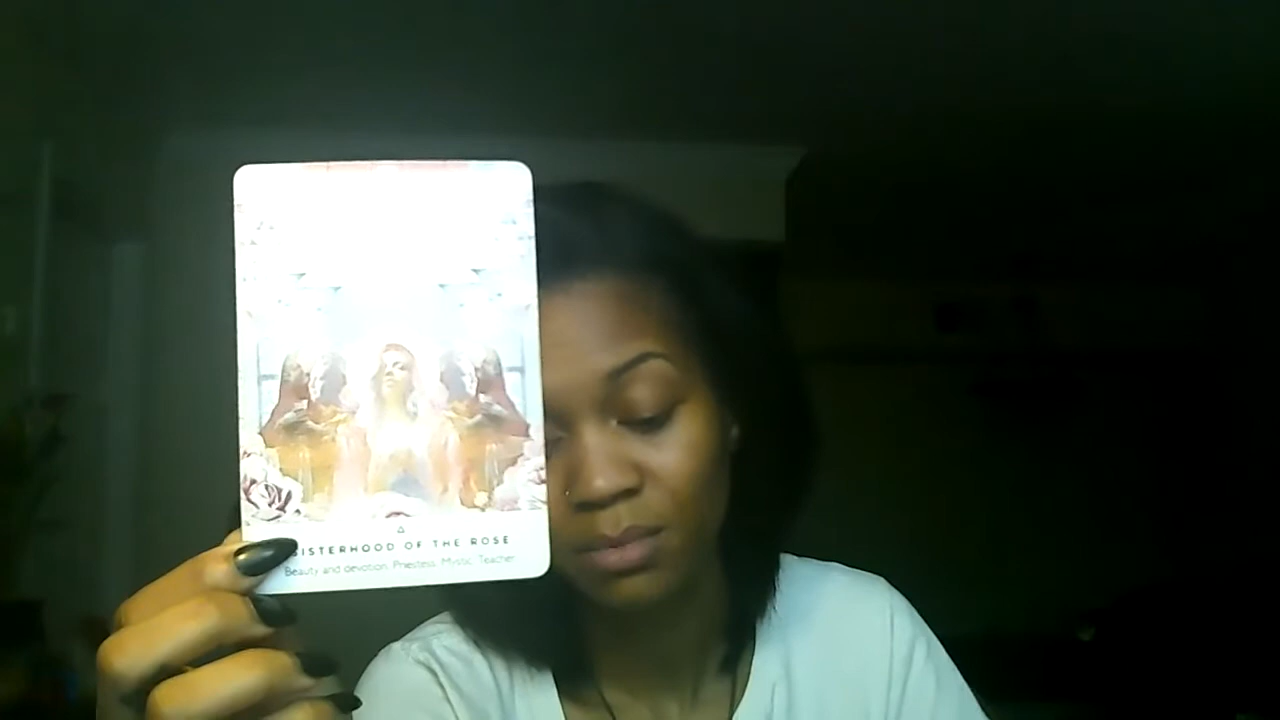 SISTERHOOD OF THE ROSE
Beauty and devotion. Priestess. Mystic. Teacher